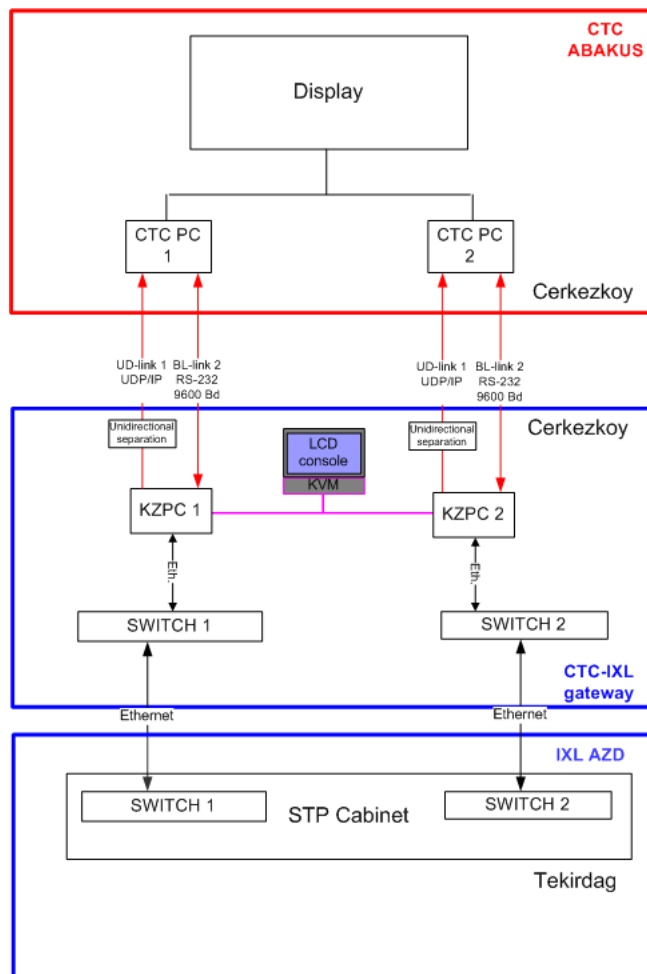 CTC
ABAKUS
Display
CTC PC
1
CTC PC
2
Cerkezkoy
UD-link 1
UDP/IP
BL-link 2
RS-232
9600 Bd
UD-link 1
UDP/IP
BL-link 2
RS-232
9600 Bd
Cerkezkoy
Unidirectional
separation
LCD
console
KVM
Unidirectional
separation
KZPC 1
KZPC 2
Eth.
Eth.
SWITCH 1
SWITCH 2
CTC-IXL
gateway
Ethernet
Ethernet
IXL AZD
SWITCH 1
STP Cabinet
SWITCH 2
Tekirdag